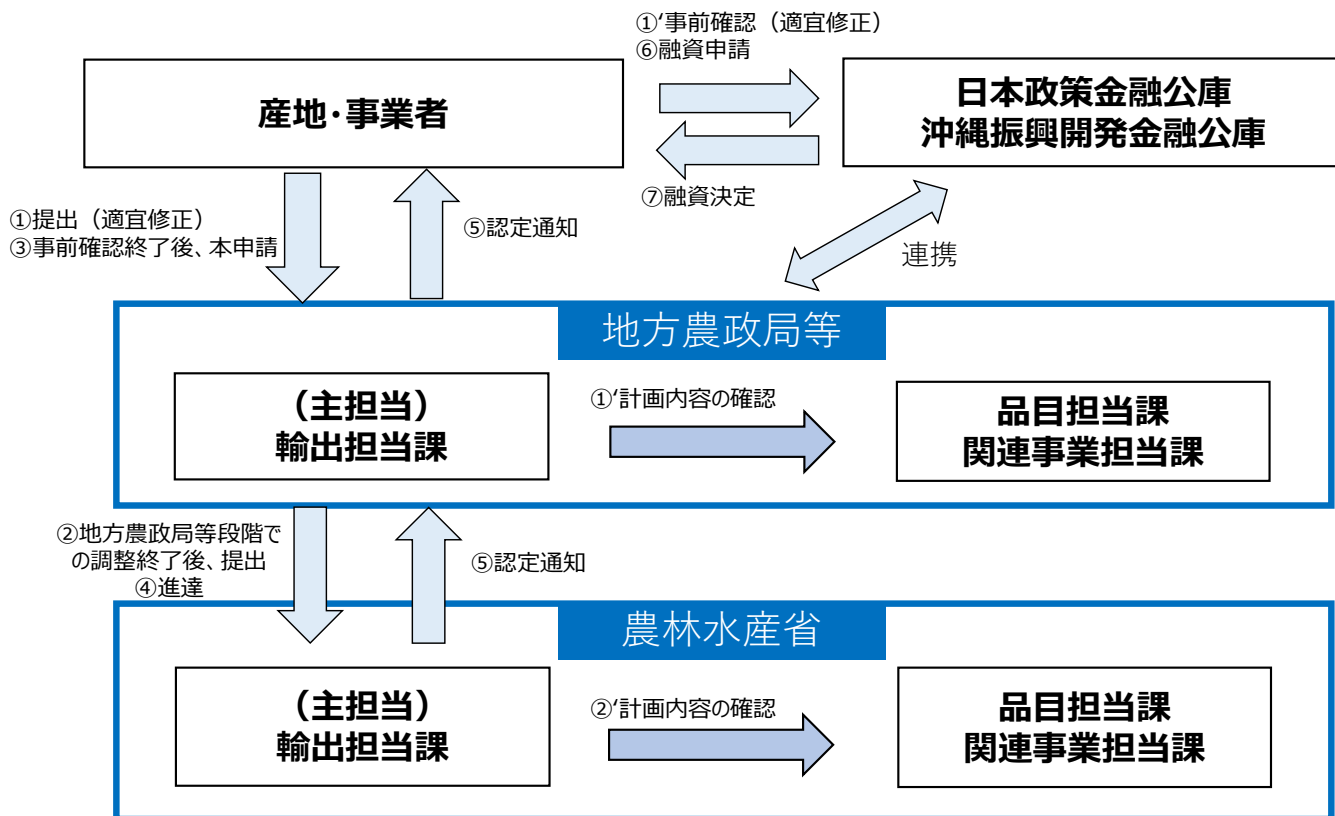 ①‘事前確認（適宜修正）
⑥融資申請
産地・事業者
日本政策金融公庫
沖縄振興開発金融公庫
⑦融資決定
①提出（適宜修正）
③事前確認終了後、本申請
⑤認定通知
連携
地方農政局等
（主担当）
輸出担当課
①‘計画内容の確認
品目担当課
関連事業担当課
②地方農政局等段階で
の調整終了後、提出
④進達
⑤認定通知
農林水産省
（主担当）
輸出担当課
②‘計画内容の確認
品目担当課
関連事業担当課